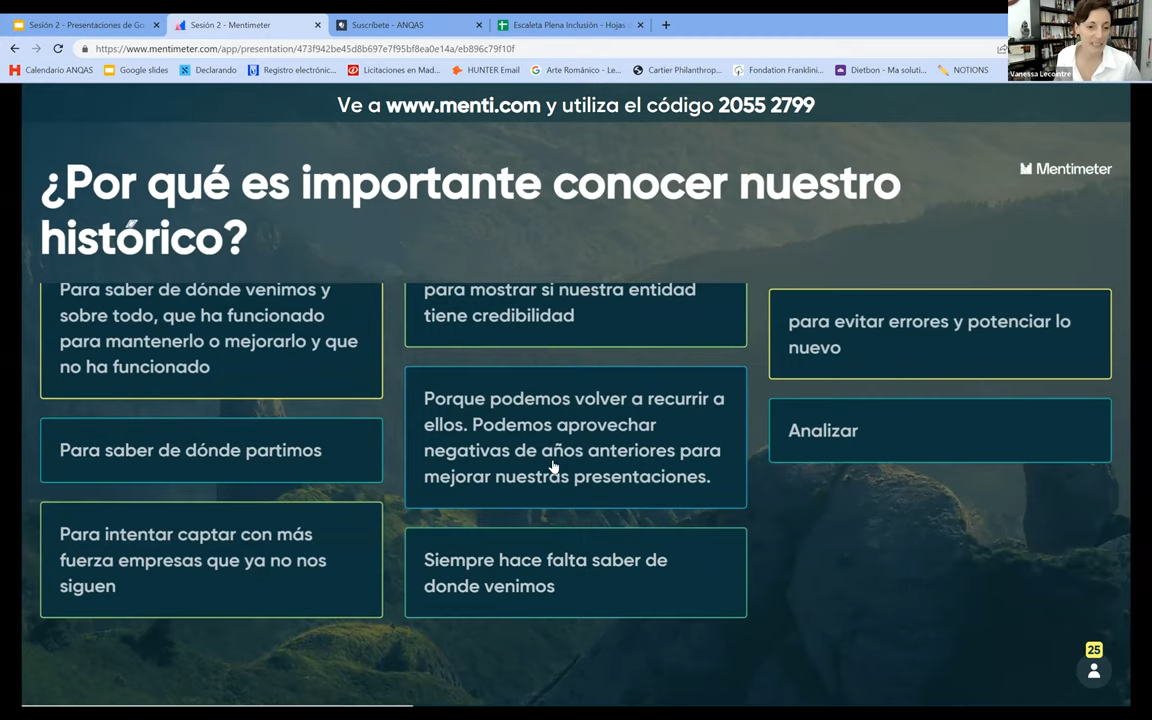 Sesión 2 - Presentaciones de Go
Sesión 2 - Mentimeter
Suscríbete - ANQAS
Escaleta Plena Inclusión - Hojas
https://www.mentimeter.com/app/presentation/473f942be45d8b697e7f95bf8ea0e14a/eb896c79f10f
Calendario ANQAS
Google slides
Declarando
Registro electrónic...
Licitaciones en Mad...
HUNTER Email
Arte Románico - Le...
Cartier Philanthrop...
Fondation Franklini...
Dietbon - Ma soluti...
NOTIONS
Vanessa Lecointre
Ve a www.menti.com y utiliza el código 2055 2799
¿Por qué es importante conocer nuestro
histórico?
Mentimeter
Para saber de dónde venimos y
sobre todo, que ha funcionado
para mantenerlo o mejorarlo y que
no ha funcionado
Para saber de dónde partimos
Para intentar captar con más
fuerza empresas que ya no nos
siguen
para mostrar si nuestra entidad
tiene credibilidad
Porque podemos volver a recurrir a
ellos. Podemos aprovechar
negativas de años anteriores para
mejorar nuestras presentaciones.
Siempre hace falta saber de
donde venimos
para evitar errores y potenciar lo
nuevo
Analizar
25